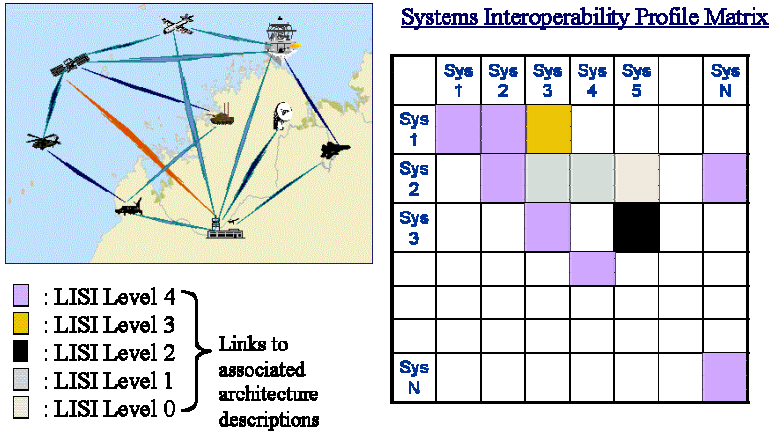 Systems Interoperability Profile Matrix
Sys 1
Sys 2
Sys 3
Sys 4
Sys 5
Sys N
Sys 1
Sys 2
Sys 3
Sys N
: LISI Level 4
: LISI Level 3
: LISI Level 2
: LISI Level 1
: LISI Level 0
Links to
associated
architecture
descriptions